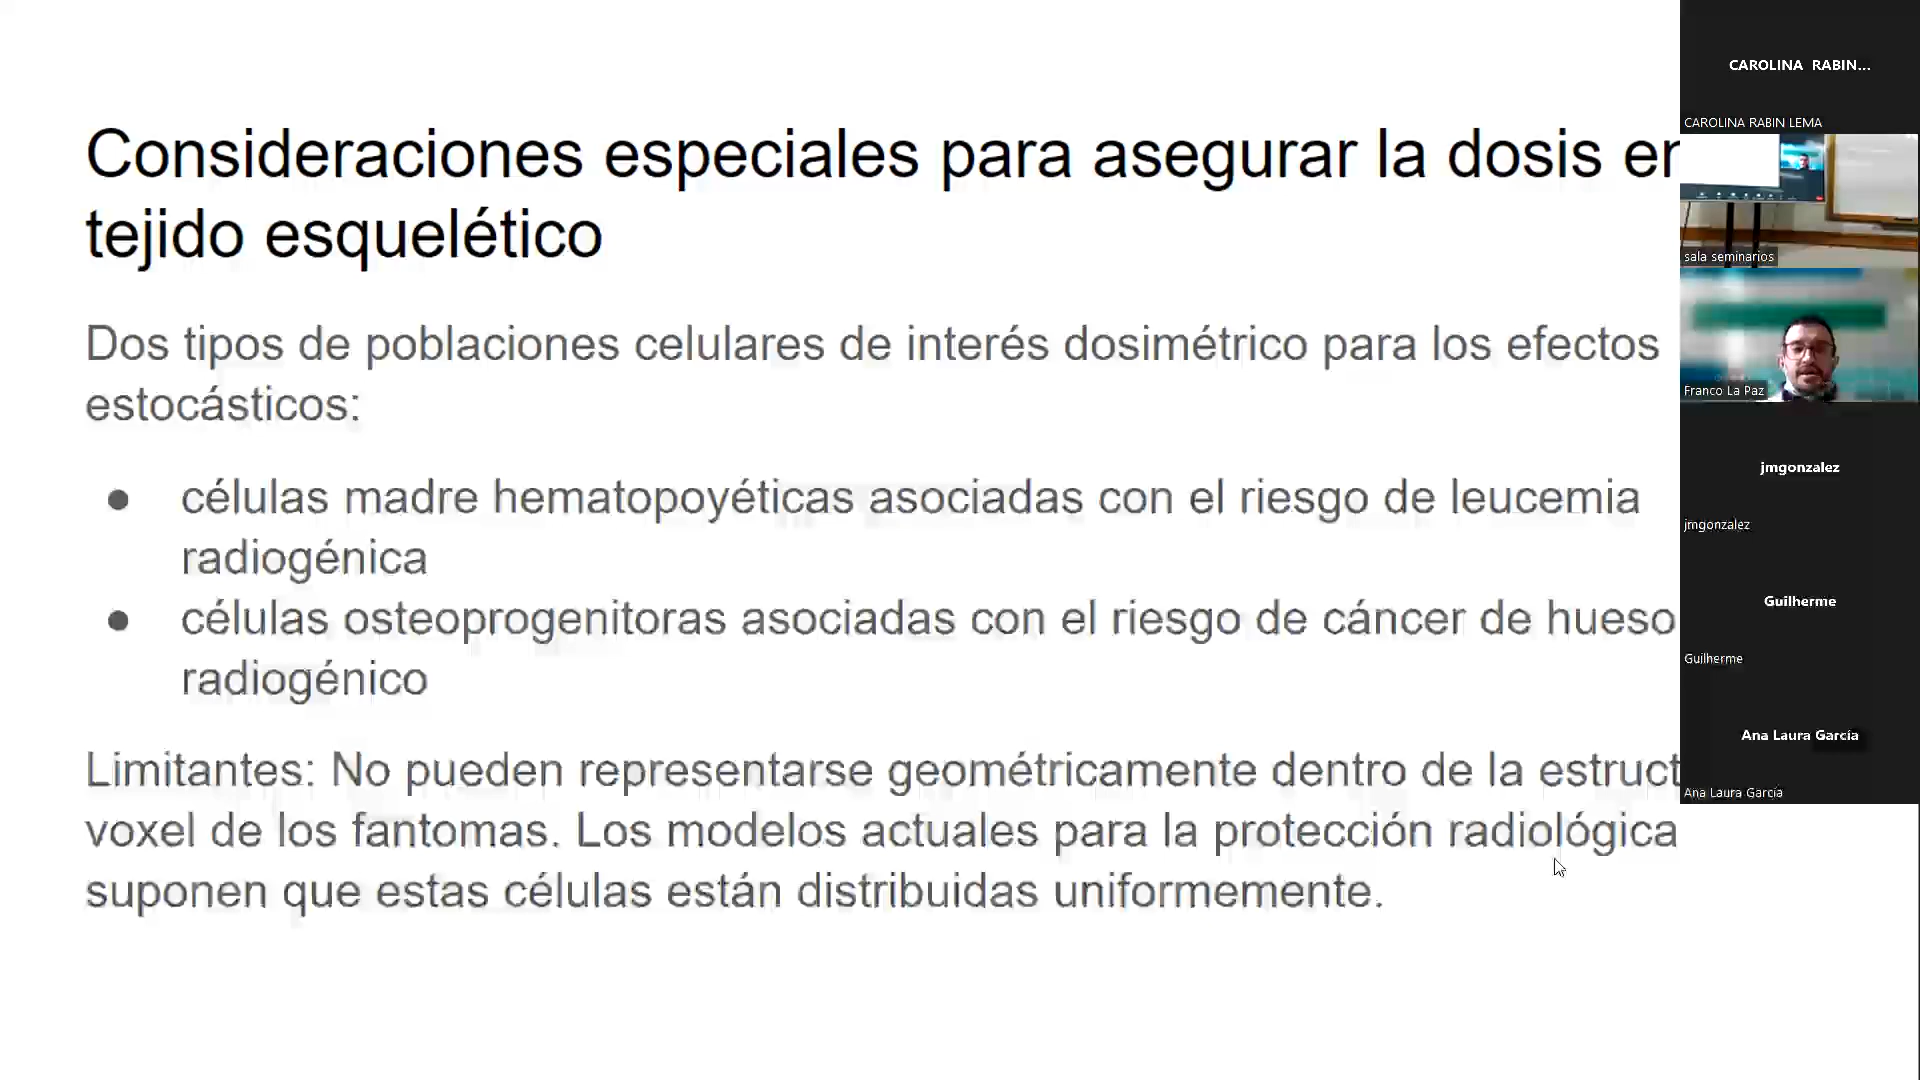 Consideraciones especiales para asegurar la dosis en
tejido esquelético
Dos tipos de poblaciones celulares de interés dosimétrico para los efectos
estocásticos:
● células madre hematopoyéticas asociadas con el riesgo de leucemia
radiogénica
● células osteoprogenitoras asociadas con el riesgo de cáncer de hueso
radiogénico
Limitantes: No pueden representarse geométricamente dentro de la estruct
voxel de los fantomas. Los modelos actuales para la protección radiológica
suponen que estas células están distribuidas uniformemente.
CAROLINA RABIN...
CAROLINA RABIN LEMA
sala seminarios
Franco La Paz
jmgonzalez
jmgonzalez
Guilherme
Guilherme
Ana Laura García
Ana Laura García